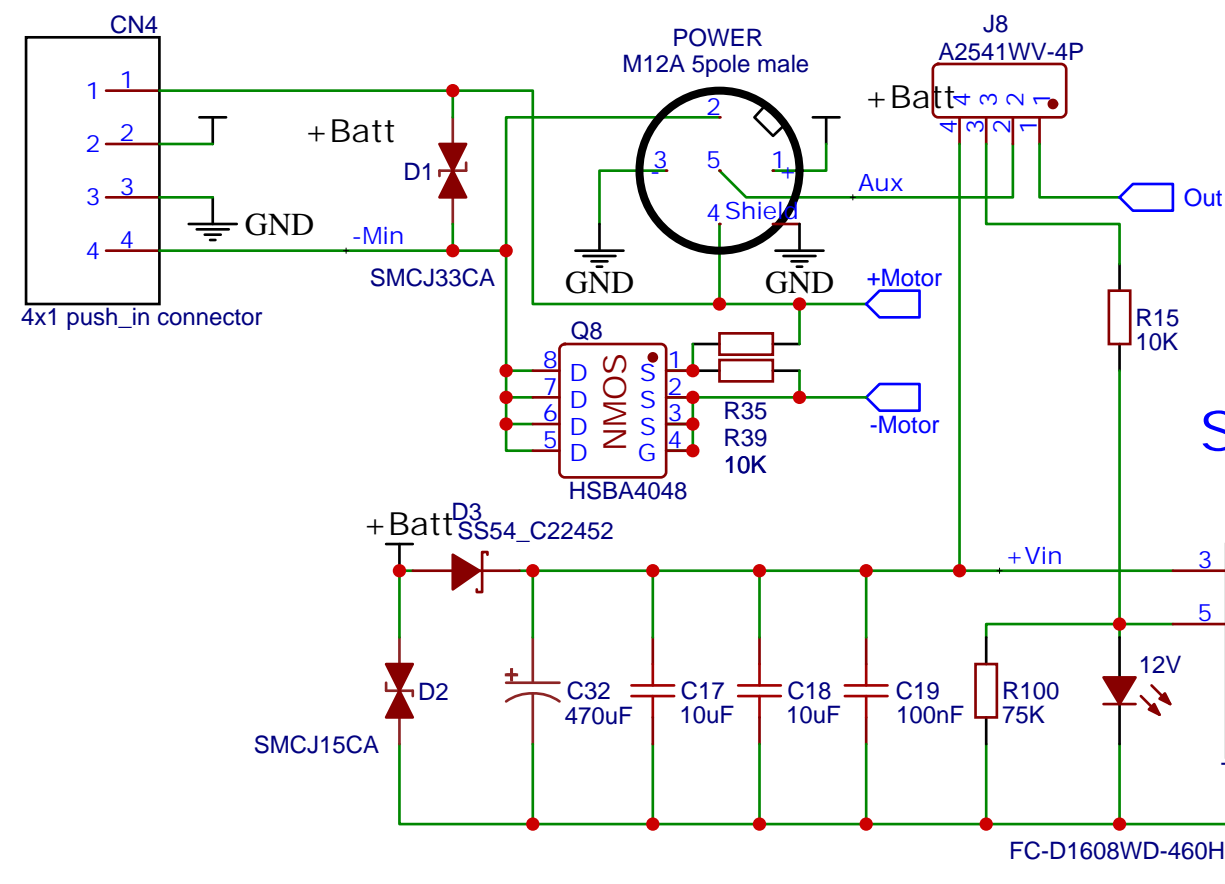 CN4
1 1
2 2
3 3
4 4
4x1 push_in connector
+Batt
GND
-Min
D1
SMCJ33CA
POWER
M12A 5pole male
2
3
-
5
1
+
4 Shield
GND
GND
J8
A2541WV-4P
+Batt
4 3 2 1
4 3 2 1
Aux
Out
+Motor
-Motor
R15
10K
Q8
NMOS
8 D S 1
7 D S 2
6 D S 3
5 D G 4
HSBA4048
R35
R39
10K
S
+Batt
D3
SS54_C22452
+Vin
3
5
D2
SMCJ15CA
+
C32
470uF
C17
10uF
C18
10uF
C19
100nF
R100
75K
12V
FC-D1608WD-460H